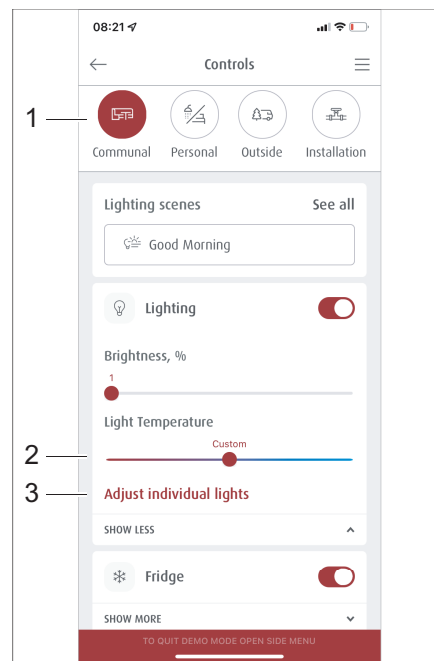 08:21
Controls
1
Communal Personal Outside Installation
Lighting scenes See all
Good Morning
Lighting
Brightness, %
1
Light Temperature
Custom
2
3
Adjust individual lights
SHOW LESS
Fridge
SHOW MORE
TO QUIT DEMO MODE OPEN SIDE MENU